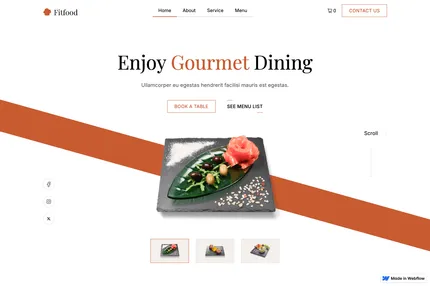 Fitfood
Home About Service Menu
0
CONTACT US
Enjoy Gourmet Dining
Ullamcorper eu egestas hendrerit facilisi mauris est egestas.
BOOK A TABLE
SEE MENU LIST
Scroll
Made in Webflow